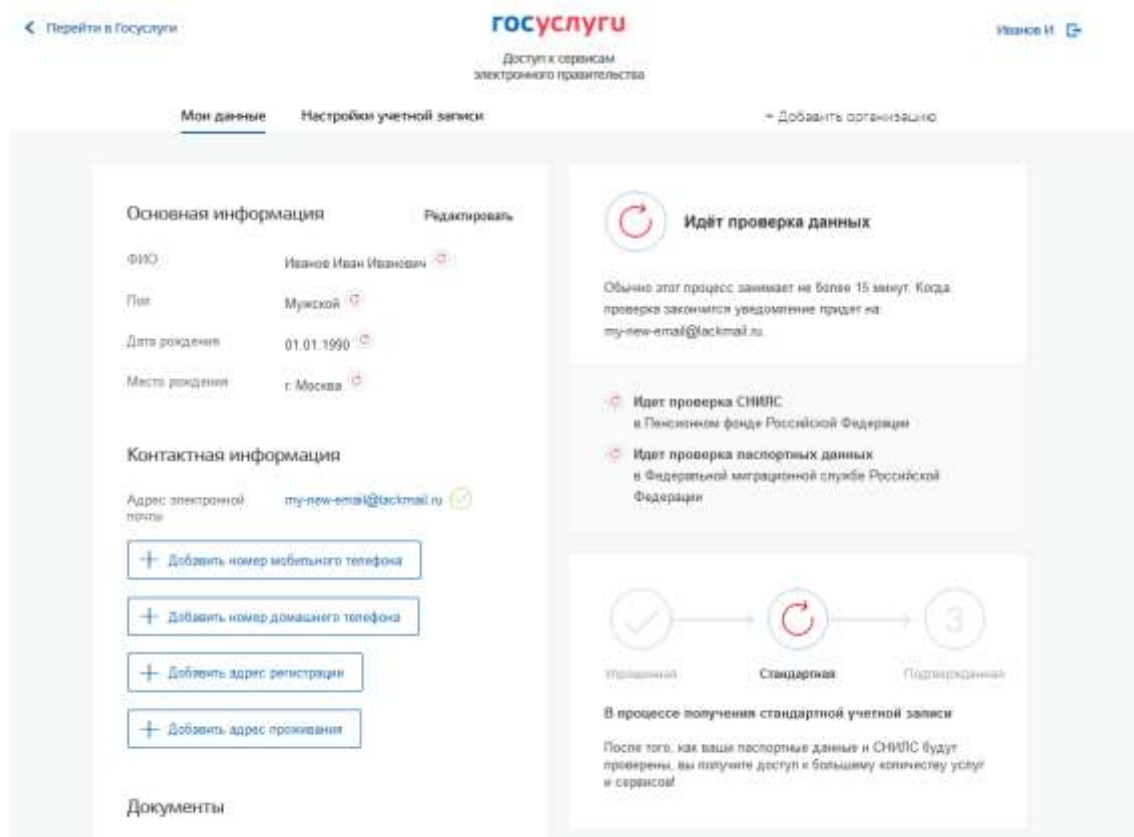 Перейти в Госуслуги
госуслуги
Иванов И.
Доступ к сервисам
электронного правительства
Мои данные
Настройки учетной записи
+ Добавить организацию
Основная информация
Редактировать
ФИО
Иванов Иван Иванович
Пол
Мужской
Дата рождения
01.01.1990
Место рождения
г. Москва
Контактная информация
Адрес электронной
почты
my-new-email@lackmail.ru
Добавить номер мобильного телефона
Добавить номер домашнего телефона
Добавить адрес регистрации
Добавить адрес проживания
Документы
Идёт проверка данных
Обычно этот процесс занимает не более 15 минут. Когда
проверка закончится уведомление придет на:
my-new-email@lackmail.ru.
Идет проверка СНИЛС
в Пенсионном фонде Российской Федерации
Идет проверка паспортных данных
в Федеральной миграционной службе Российской
Федерации
3
Упрощенная
Стандартная
Подтвержденная
В процессе получения стандартной учетной записи
После того, как ваши паспортные данные и СНИЛС будут
проверены, вы получите доступ к большему количеству услуг
и сервисов!